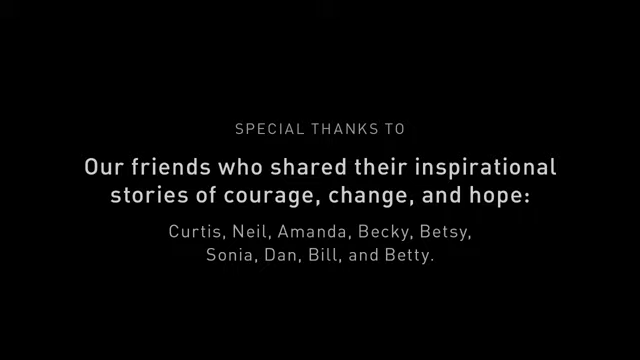 SPECIAL THANKS TO
Our friends who shared their inspirational
stories of courage, change, and hope:
Curtis, Neil, Amanda, Becky, Betsy,
Sonia, Dan, Bill, and Betty.